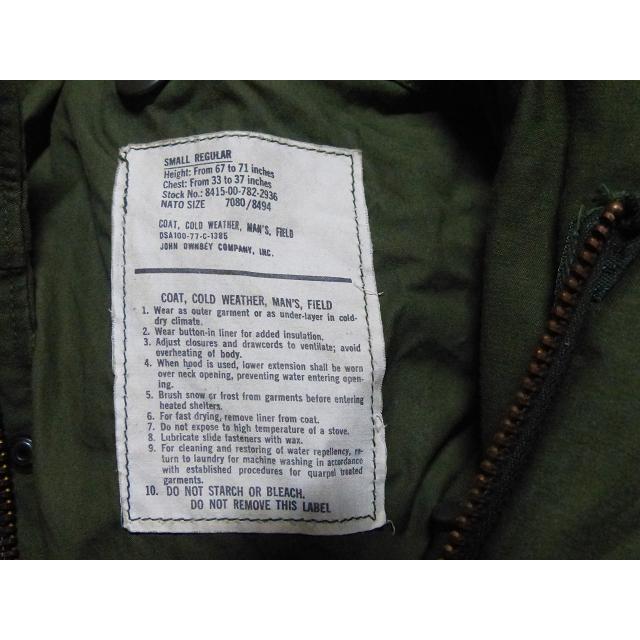 SMALL REGULAR
Height: From 67 to 71 inches
Chest: From 33 to 37 inches
Stock No.: 8415-00-782-2936
NATO SIZE 7080/8494
COAT, COLD WEATHER, MAN'S, FIELD
DSA100-77-C-1385
JOHN OWNBEY COMPANY, INC.
COAT, COLD WEATHER, MAN'S, FIELD
1. Wear as outer garment or as under-layer in cold-
dry climate.
2. Wear button-in liner for added insulation.
3. Adjust closures and drawcords to ventilate; avoid
overheating of body.
4. When hood is used, lower extension shall be worn
over neck opening, preventing water entering open-
ing.
5. Brush snow or frost from garments before entering
heated shelters.
6. For fast drying, remove liner from coat.
7. Do not expose to high temperature of a stove.
8. Lubricate slide fasteners with wax.
9. For cleaning and restoring of water repellency, re-
turn to laundry for machine washing in accordance
with established procedures for quarpel treated
garments.
10. DO NOT STARCH OR BLEACH.
DO NOT REMOVE THIS LABEL